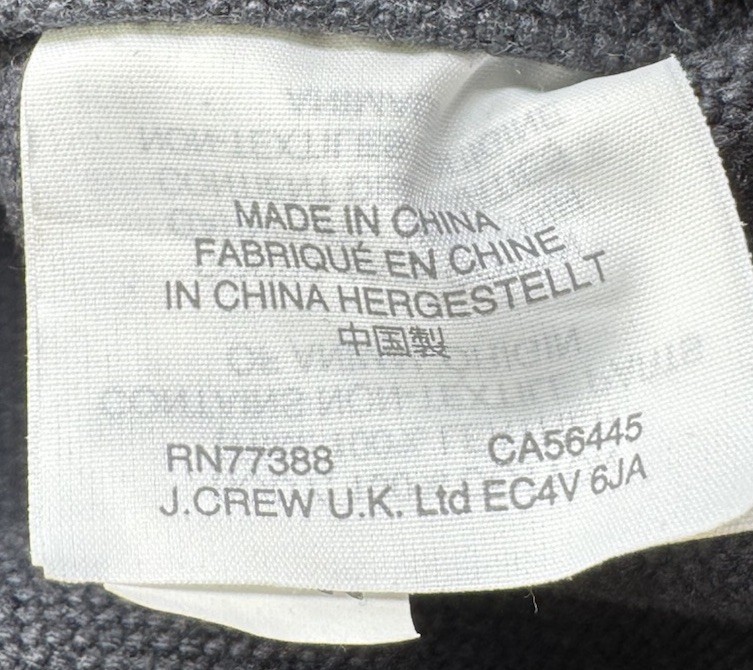 MADE IN CHINA
FABRIQUÉ EN CHINE
IN CHINA HERGESTELLT
中国製
RN77388 CA56445
J.CREW U.K. Ltd EC4V 6JA